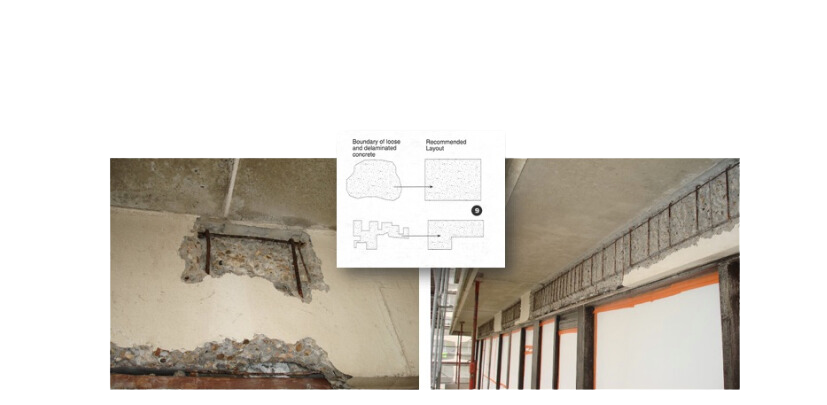 Boundary of loose
and delaminated
concrete
Recommended
Layout
9